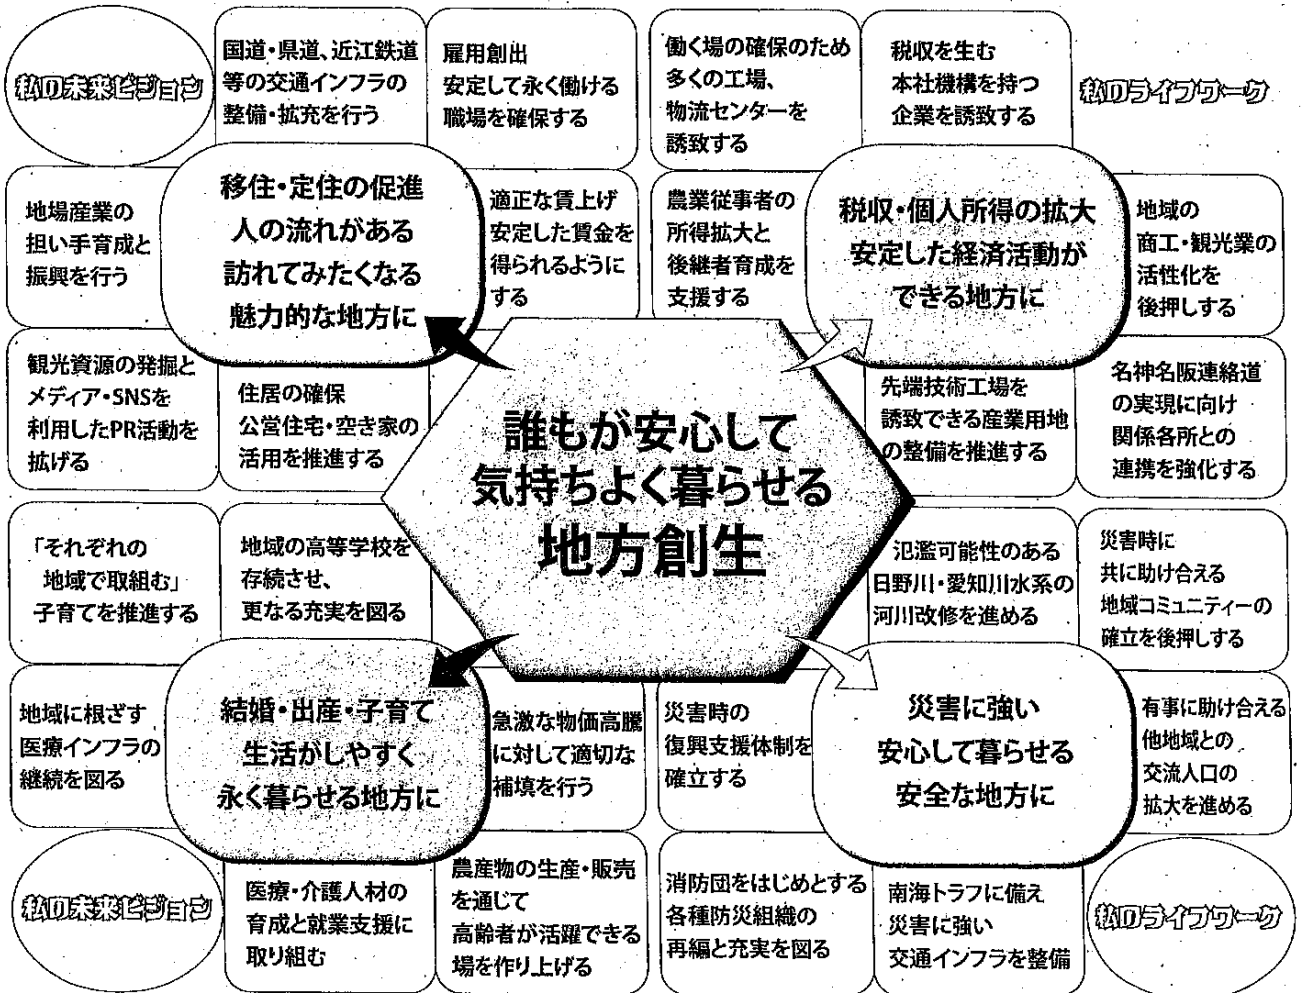 私の未来ビジョン
国道・県道、近江鉄道
等の交通インフラの
整備・拡充を行う
雇用創出
安定して永く働ける
職場を確保する
働く場の確保のため
多くの工場、
物流センターを
誘致する
税収を生む
本社機構を持つ
企業を誘致する
私のライフワーク
地場産業の
担い手育成と
振興を行う
移住・定住の促進
人の流れがある
訪れてみたくなる
魅力的な地方に
適正な賃上げ
安定した賃金を
得られるように
する
農業従事者の
所得拡大と
後継者育成を
支援する
税収・個人所得の拡大
安定した経済活動が
できる地方に
地域の
商工・観光業の
活性化を
後押しする
観光資源の発掘と
メディア・SNSを
利用したPR活動を
拡げる
住居の確保
公営住宅・空き家の
活用を推進する
誰もが安心して
気持ちよく暮らせる
地方創生
先端技術工場を
誘致できる産業用地
の整備を推進する
名神名阪連絡道
の実現に向け
関係各所との
連携を強化する
「それぞれの
地域で取組む」
子育てを推進する
地域の高等学校を
存続させ、
更なる充実を図る
氾濫可能性のある
日野川・愛知川水系の
河川改修を進める
災害時に
共に助け合える
地域コミュニティーの
確立を後押しする
地域に根ざす
医療インフラの
継続を図る
結婚・出産・子育て
生活がしやすく
永く暮らせる地方に
急激な物価高騰
に対して適切な
補填を行う
災害時の
復興支援体制を
確立する
災害に強い
安心して暮らせる
安全な地方に
有事に助け合える
他地域との
交流人口の
拡大を進める
私の未来ビジョン
医療・介護人材の
育成と就業支援に
取り組む
農産物の生産・販売
を通じて
高齢者が活躍できる
場を作り上げる
消防団をはじめとする
各種防災組織の
再編と充実を図る
南海トラフに備え
災害に強い
交通インフラを整備
私のライフワーク